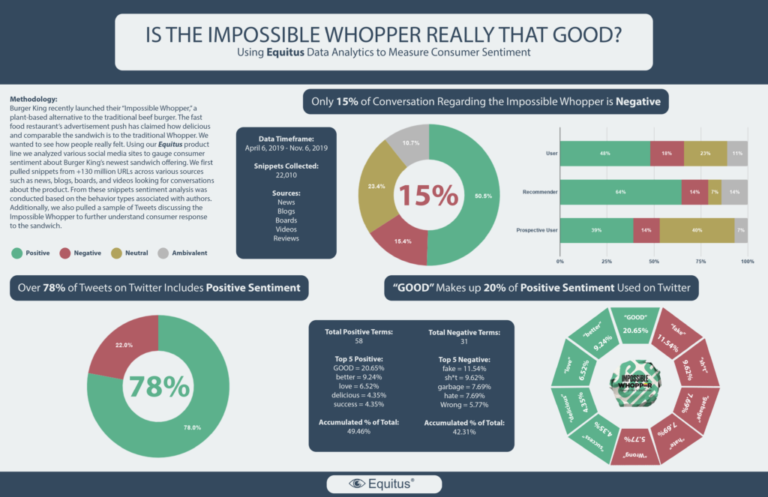 IS THE IMPOSSIBLE WHOPPER REALLY THAT GOOD?
Using Equitus Data Analytics to Measure Consumer Sentiment
Methodology:
Burger King recently launched their "Impossible Whopper," a
plant-based alternative to the traditional beef burger. The fast
food restaurant's advertisement push has claimed how delicious
and comparable the sandwich is to the traditional Whopper. We
wanted to see how people really felt. Using our Equitus product
line we analyzed various social media sites to gauge consumer
sentiment about Burger King's newest sandwich offering. We first
pulled snippets from +130 million URLs across various sources
such as news, blogs, boards, and videos looking for conversations
about the product. From these snippets sentiment analysis was
conducted based on the behavior types associated with authors.
Additionally, we also pulled a sample of Tweets discussing the
Impossible Whopper to further understand consumer response
to the sandwich.
Positive
Negative
Neutral
Ambivalent
Only 15% of Conversation Regarding the Impossible Whopper is Negative
Data Timeframe:
April 6, 2019 - Nov. 6, 2019
Snippets Collected:
22,010
Sources:
News
Blogs
Boards
Videos
Reviews
10.7%
23.4%
15%
15.4%
User
23%
11%
Recommender
64%
14%
7%
14%
Prospective User
14%
40%
7%
0%
25%
50%
75%
100%
Over 78% of Tweets on Twitter Includes Positive Sentiment
22.0%
78%
78.0%
"GOOD" Makes up 20% of Positive Sentiment Used on Twitter
Total Positive Terms:
58
Top 5 Positive:
GOOD = 20.65%
better = 9.24%
love = 6.52%
delicious = 4.35%
success = 4.35%
Accumulated % of Total:
49.46%
Total Negative Terms:
31
Top 5 Negative:
fake = 11.54%
sh*t = 9.62%
garbage = 7.69%
hate = 7.69%
Wrong = 5.77%
Accumulated % of Total:
42.31%
"GOOD"
20.65%
"fake"
11.54%
"sh*t"
9.62%
"garbage"
7.69%
"hate"
7.69%
"Wrong"
5.77%
"success"
4.35%
"delicious"
4.35%
"love"
6.52%
"better"
9.24%
IMPOSSIBLE
WHOPPER
Equitus®